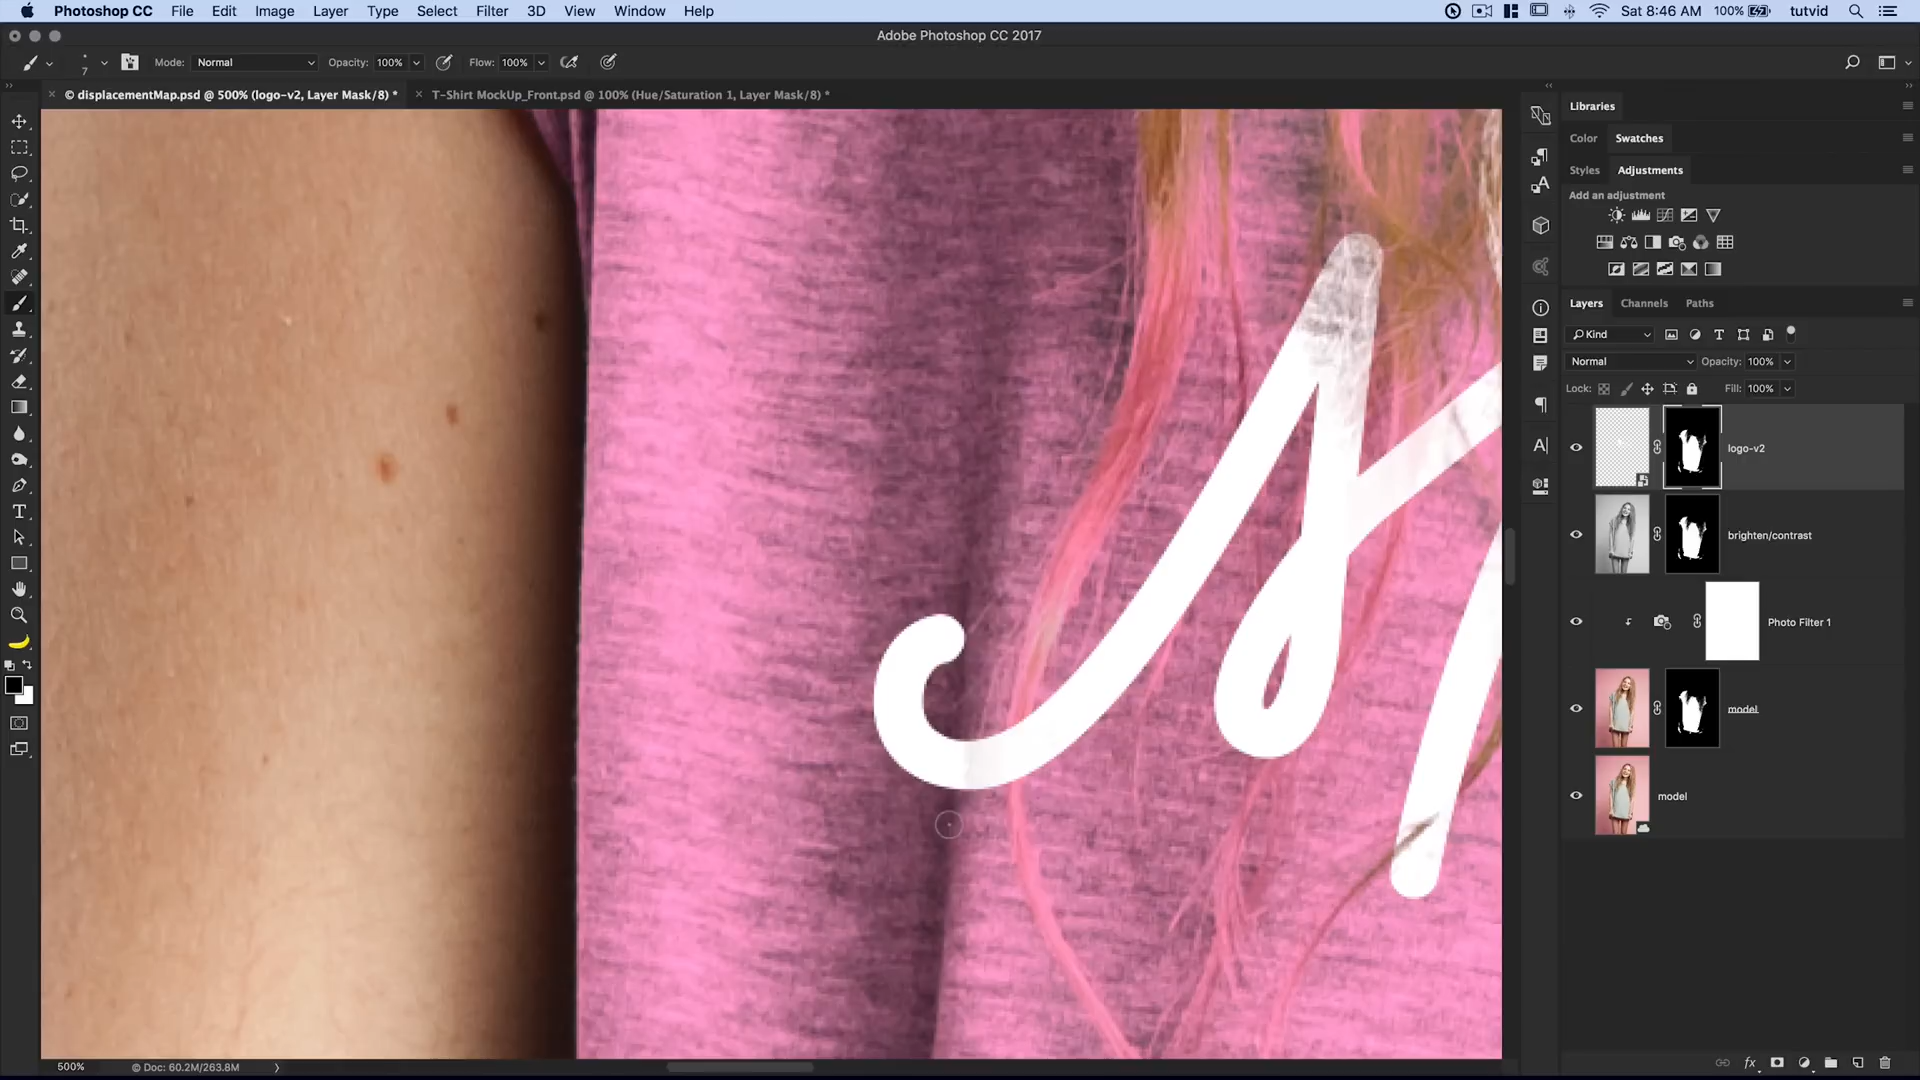 Photoshop CC File Edit Image Layer Type Select Filter 3D View Window Help Sat 8:46 AM 100% tutvid
Adobe Photoshop CC 2017
7 Mode: Normal Opacity: 100% Flow: 100%
© displacementMap.psd @ 500% (logo-v2, Layer Mask/8) * T-Shirt MockUp_Front.psd @ 100% (Hue/Saturation 1, Layer Mask/8) *
Libraries
Color Swatches
Styles Adjustments
Add an adjustment
Layers Channels Paths
Kind
Normal Opacity: 100%
Lock: Fill: 100%
logo-v2
brighten/contrast
Photo Filter 1
model
model
500% © Doc: 60.2M/263.8M